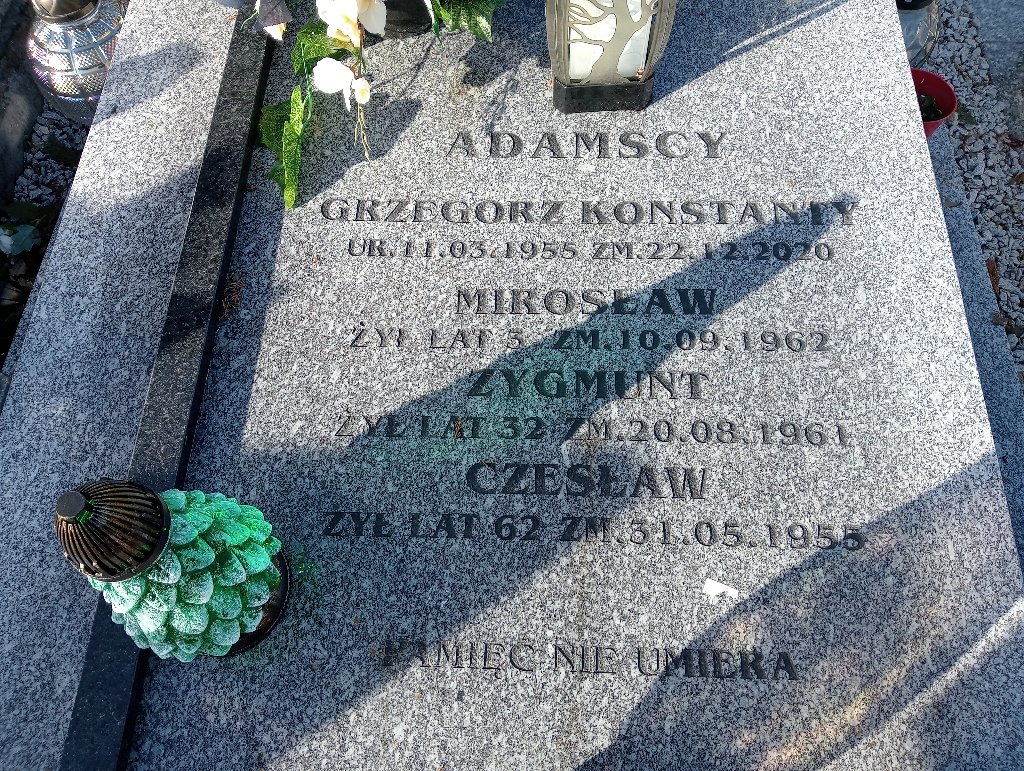 ADAMSCY
GRZEGORZ KONSTANTY
UR. 11.03.1955 ZM. 22.12.2020
MIROSŁAW
ŻYŁ LAT 5 ZM. 10.09.1962
ZYGMUNT
ŻYŁ LAT 32 ZM. 20.08.1961
CZESŁAW
ŻYŁ LAT 62 ZM. 31.05.1955
PAMIĘĆ NIE UMIERA